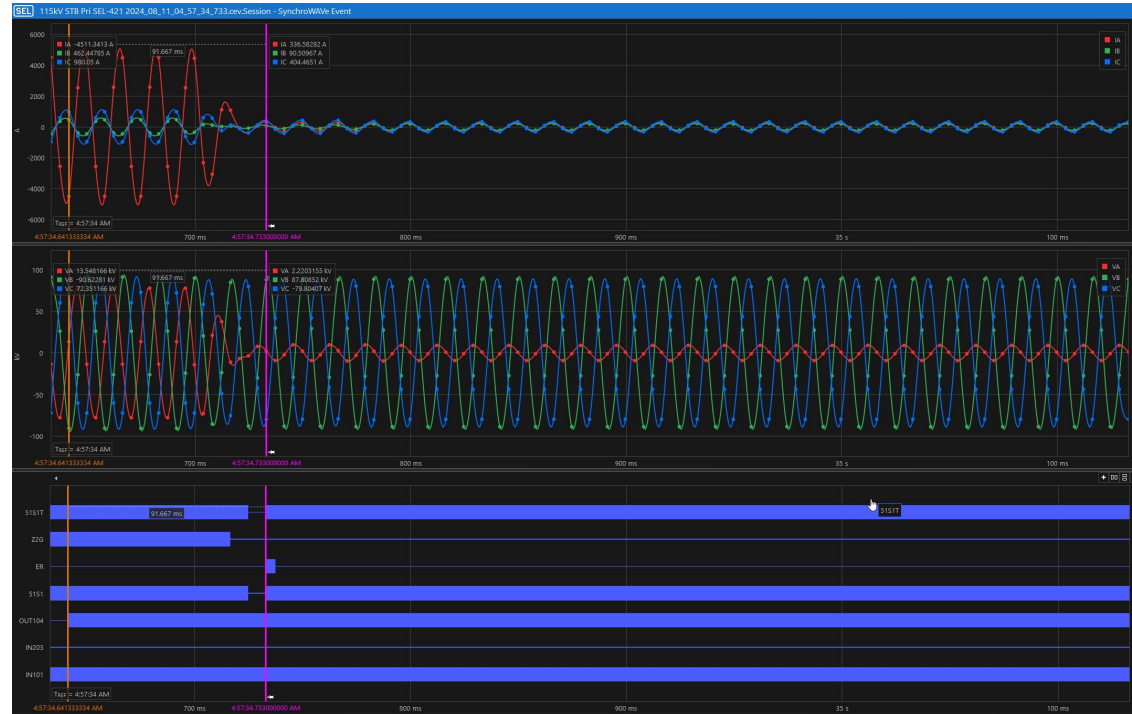 SEL 115kV STB Pri SEL-421 2024_08_11_04_57_34_733.cev.Session - SynchroWAVe Event
6000
4000
2000
0
-2000
-4000
-6000
A
IA -4511.3413 A
IB 462.44785 A
IC 980.05 A
91.667 ms
IA 336.58282 A
IB 90.50967 A
IC 404.4651 A
IA
IB
IC
TREF = 4:57:34 AM
4:57:34.641333334 AM
700 ms
4:57:34.733000000 AM
800 ms
900 ms
35 s
100 ms
100
50
0
-50
-100
kV
VA 13.548166 kV
VB -90.62281 kV
VC 72.351166 kV
91.667 ms
VA 2.2203155 kV
VB 87.80852 kV
VC -79.80407 kV
VA
VB
VC
TREF = 4:57:34 AM
4:57:34.641333334 AM
700 ms
4:57:34.733000000 AM
800 ms
900 ms
35 s
100 ms
51S1T
91.667 ms
51S1T
Z2G
ER
51S1
OUT104
IN203
IN101
TREF = 4:57:34 AM
4:57:34.641333334 AM
700 ms
4:57:34.733000000 AM
800 ms
900 ms
35 s
100 ms